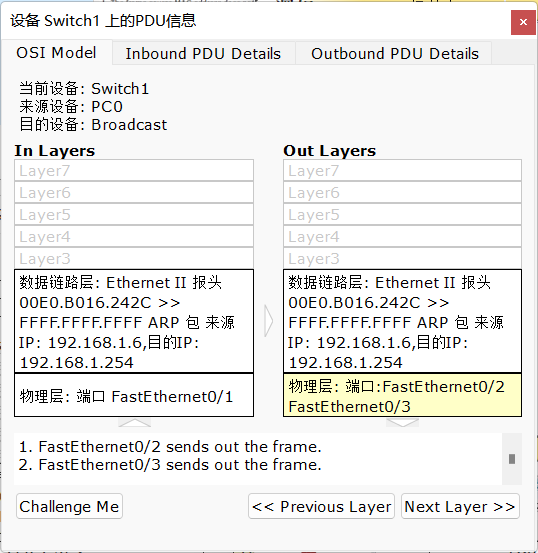 设备 Switch1 上的PDU信息
×
OSI Model
Inbound PDU Details
Outbound PDU Details
当前设备: Switch1
来源设备: PC0
目的设备: Broadcast
In Layers
Layer7
Layer6
Layer5
Layer4
Layer3
数据链路层: Ethernet II 报头
00E0.B016.242C >>
FFFF.FFFF.FFFF ARP 包 来源
IP: 192.168.1.6,目的IP:
192.168.1.254
物理层: 端口 FastEthernet0/1
Out Layers
Layer7
Layer6
Layer5
Layer4
Layer3
数据链路层: Ethernet II 报头
00E0.B016.242C >>
FFFF.FFFF.FFFF ARP 包 来源
IP: 192.168.1.6,目的IP:
192.168.1.254
物理层: 端口:FastEthernet0/2
FastEthernet0/3
1. FastEthernet0/2 sends out the frame.
2. FastEthernet0/3 sends out the frame.
Challenge Me
<< Previous Layer
Next Layer >>